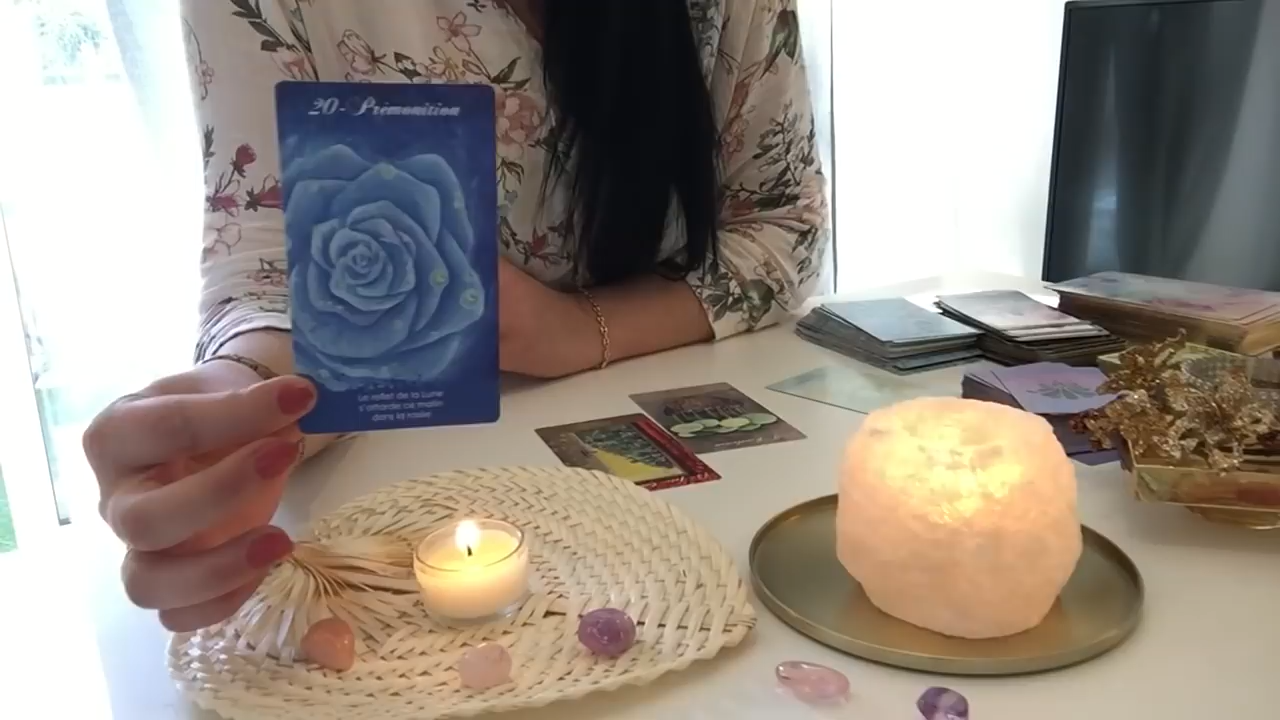 20- Prémonition
Le reflet de la Lune
s'attarde ce matin
dans la rosée